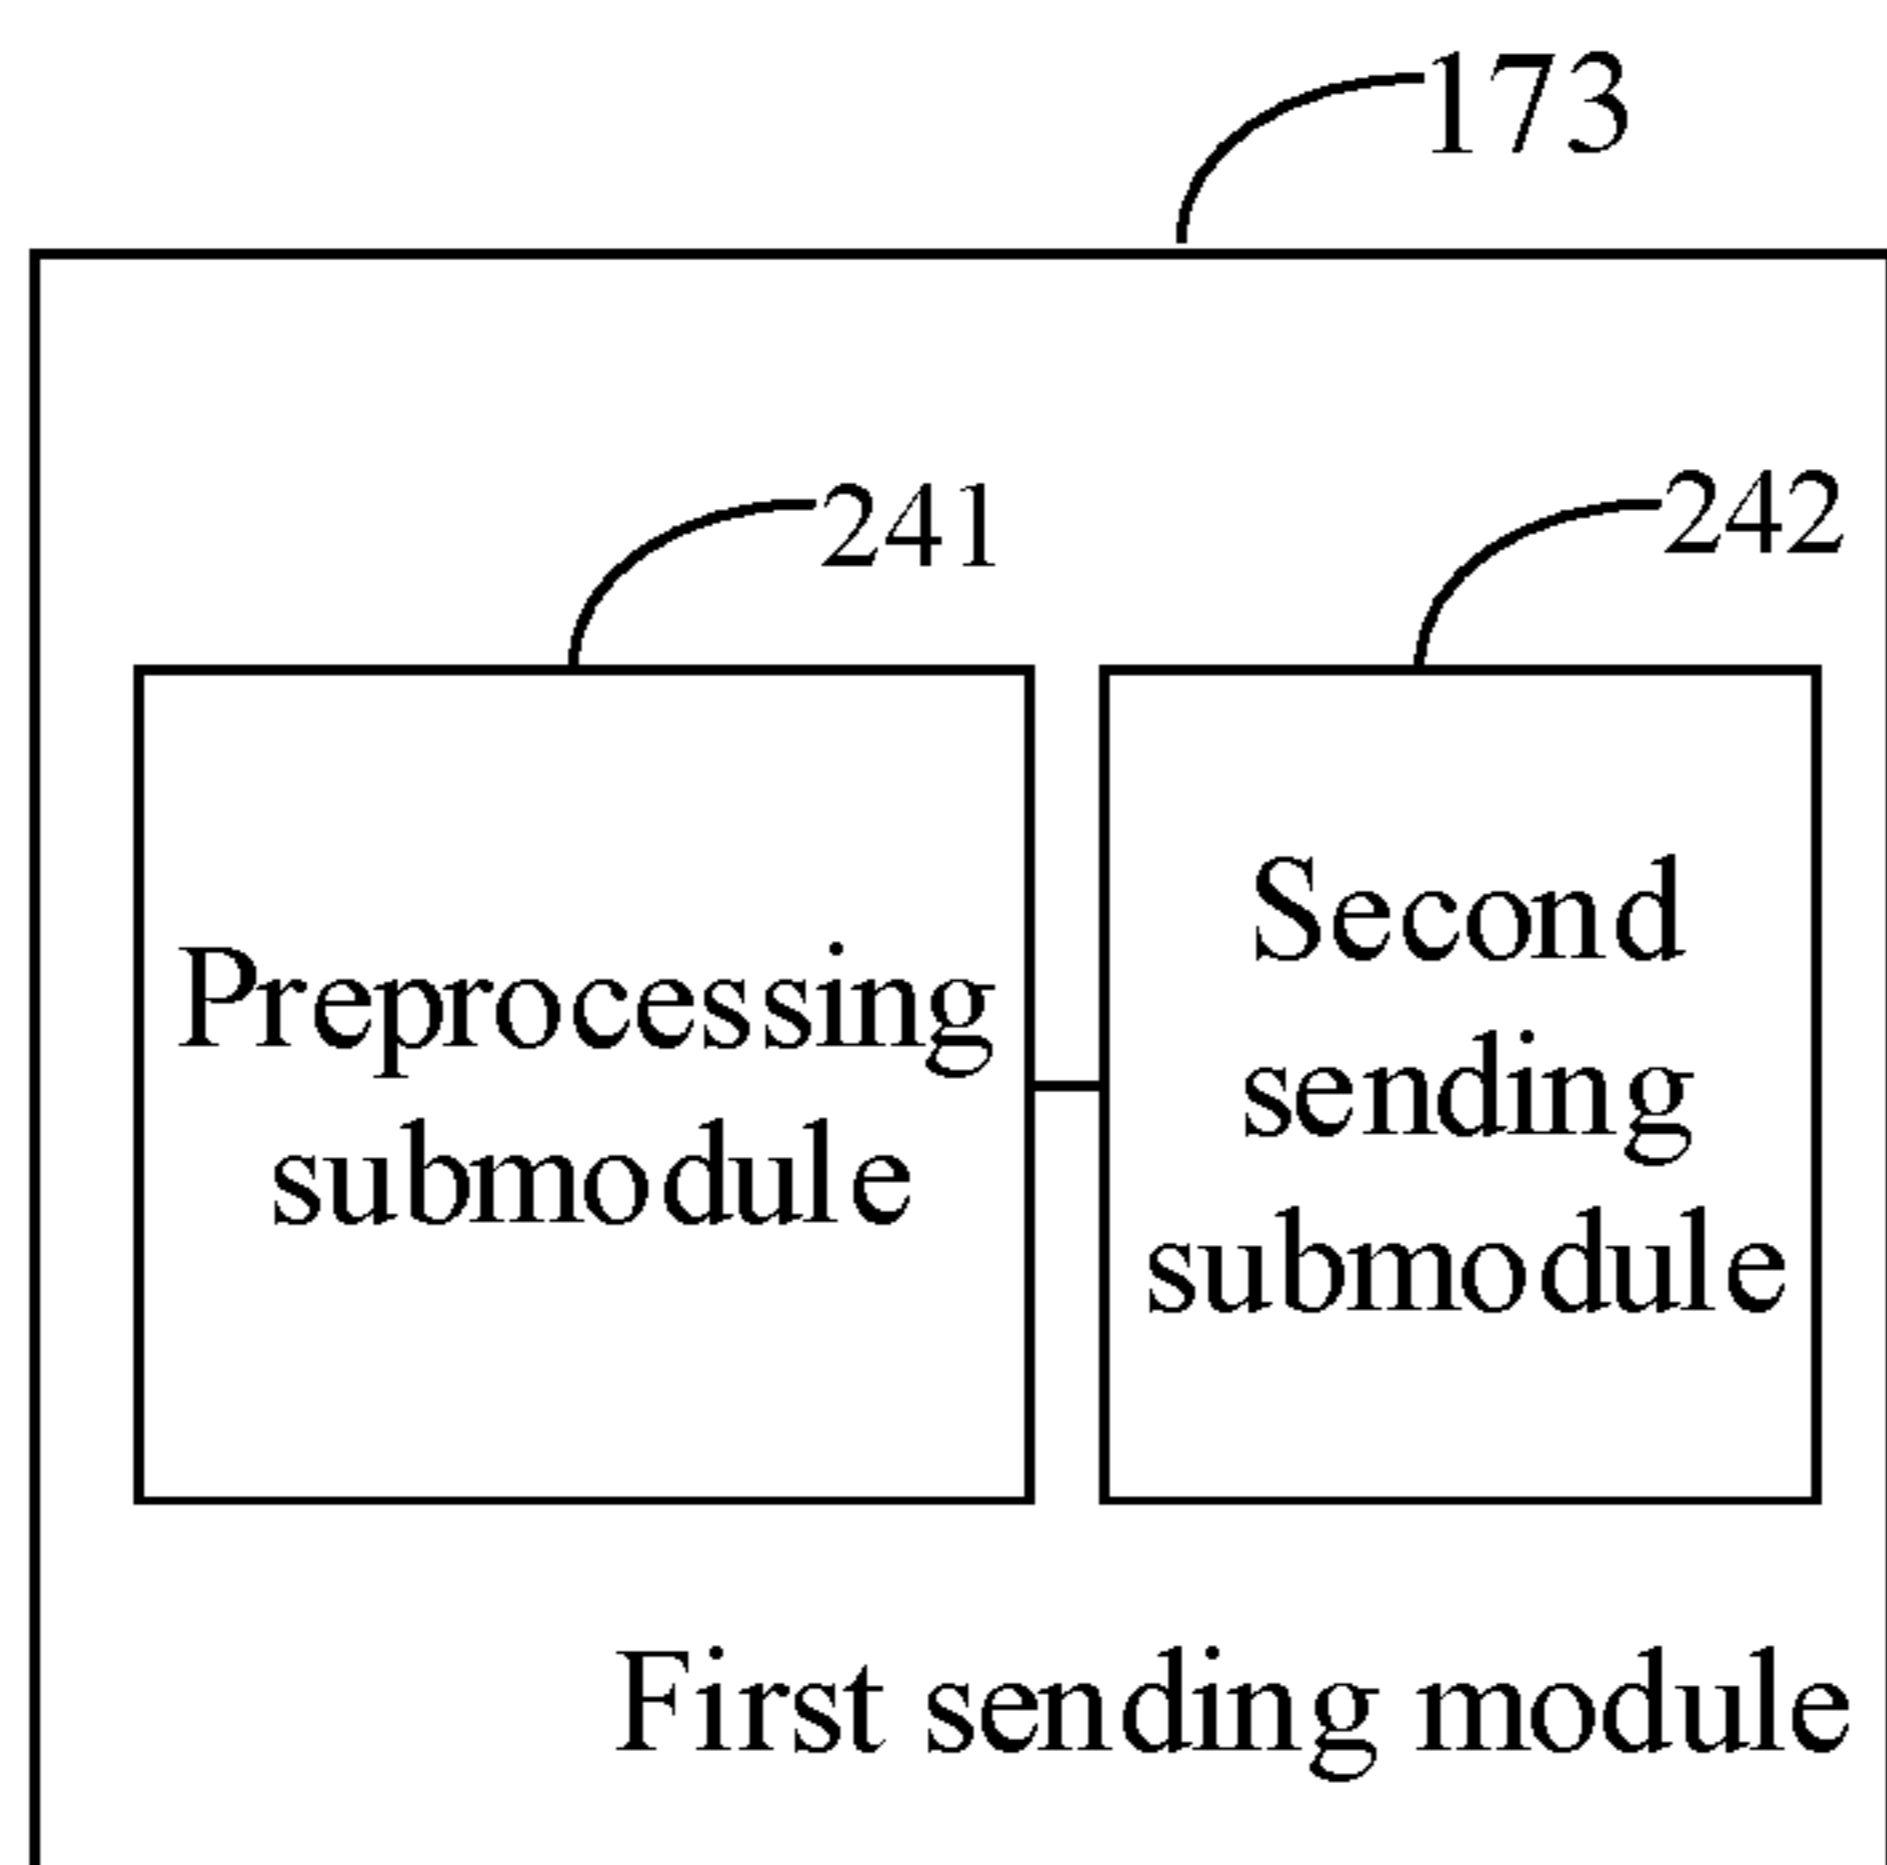 173
241
242
Preprocessing
submodule
Second
sending
submodule
First sending module